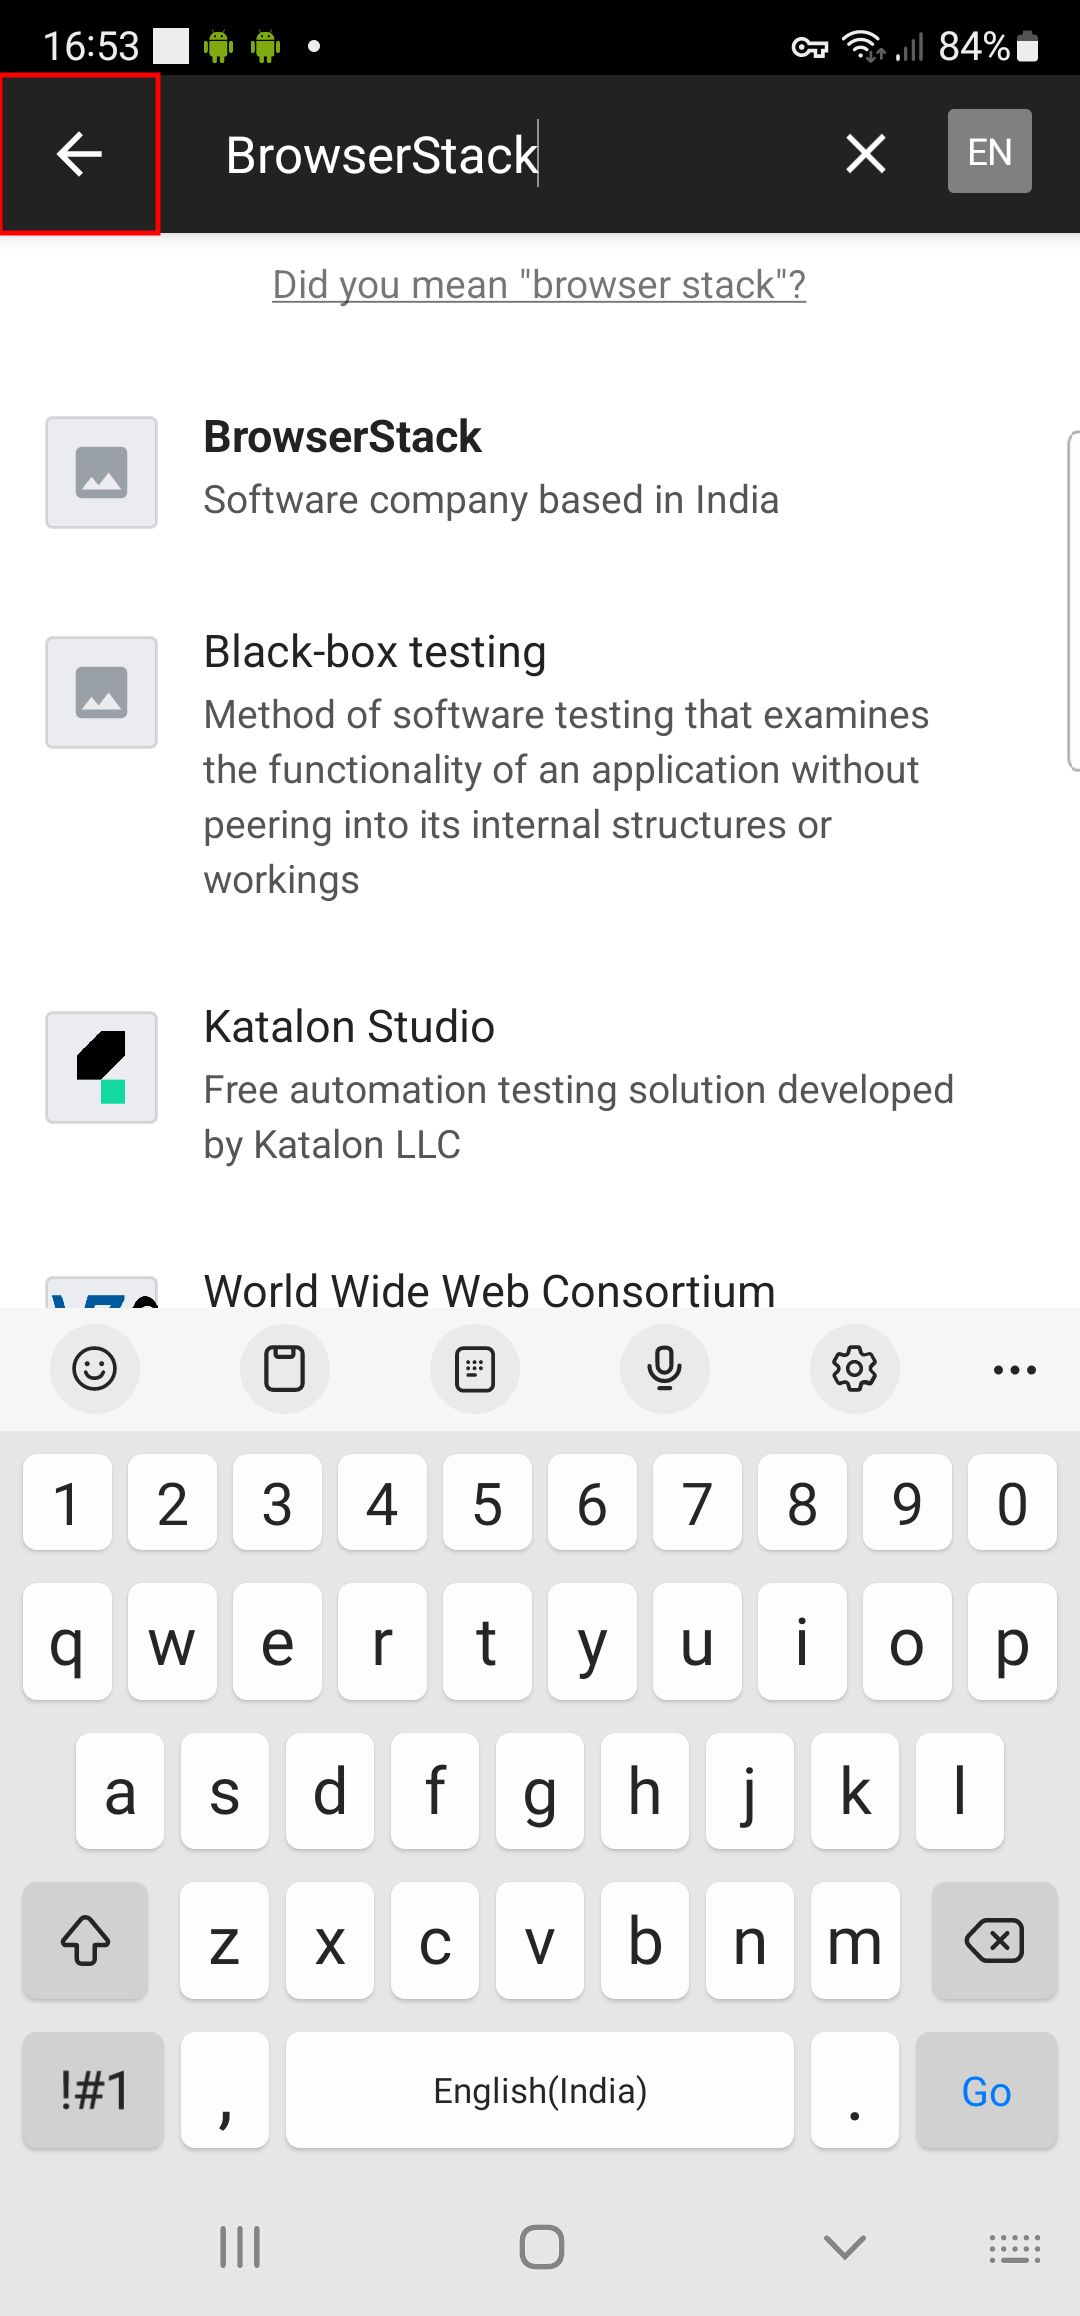 16:53 84%
BrowserStack EN
Did you mean "browser stack"?
BrowserStack
Software company based in India
Black-box testing
Method of software testing that examines
the functionality of an application without
peering into its internal structures or
workings
Katalon Studio
Free automation testing solution developed
by Katalon LLC
World Wide Web Consortium
1 2 3 4 5 6 7 8 9 0
q w e r t y u i o p
a s d f g h j k l
z x c v b n m
!#1 , English(India) . Go